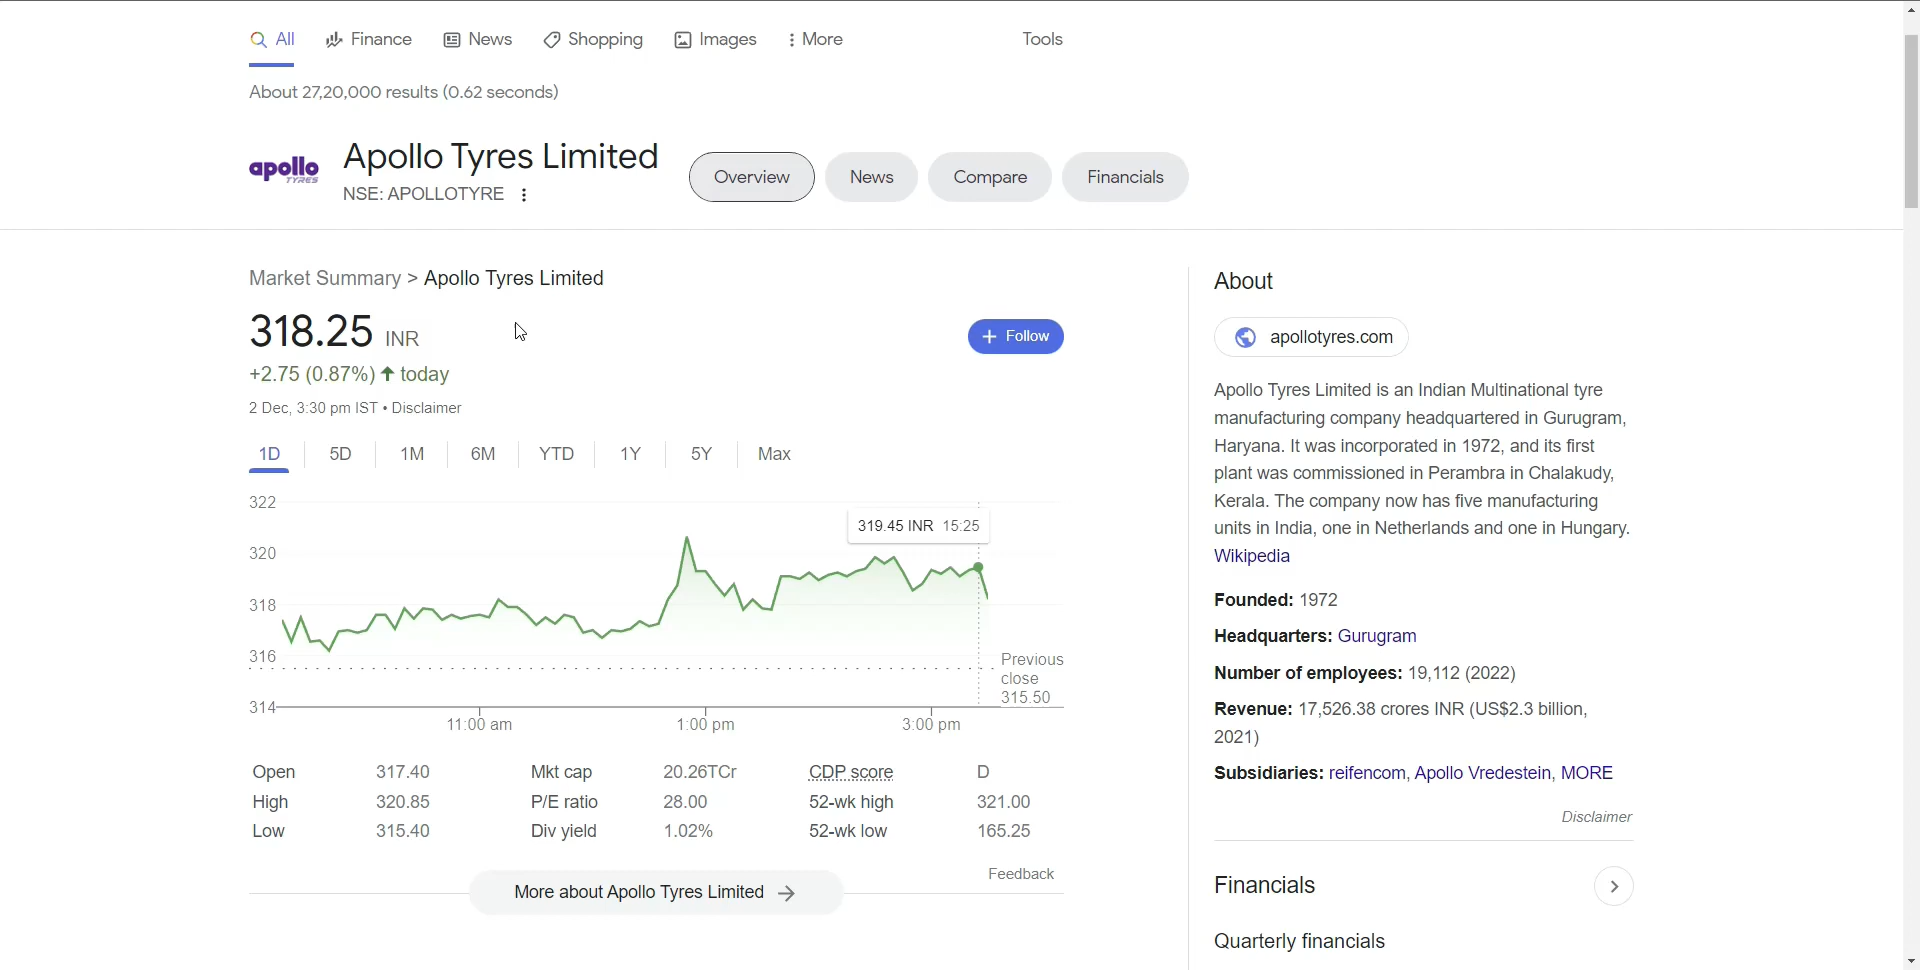 All Finance News Shopping Images More Tools
About 27,20,000 results (0.62 seconds)
apollo
TYRES
Apollo Tyres Limited
NSE: APOLLOTYRE
Overview News Compare Financials
Market Summary > Apollo Tyres Limited
318.25 INR
+2.75 (0.87%) today
2 Dec, 3:30 pm IST • Disclaimer
+ Follow
1D 5D 1M 6M YTD 1Y 5Y Max
322
320
318
316
314
319.45 INR 15:25
Previous
close
315.50
11:00 am 1:00 pm 3:00 pm
Open 317.40 Mkt cap 20.26TCr CDP score D
High 320.85 P/E ratio 28.00 52-wk high 321.00
Low 315.40 Div yield 1.02% 52-wk low 165.25
Feedback
More about Apollo Tyres Limited →
About
apollotyres.com
Apollo Tyres Limited is an Indian Multinational tyre
manufacturing company headquartered in Gurugram,
Haryana. It was incorporated in 1972, and its first
plant was commissioned in Perambra in Chalakudy,
Kerala. The company now has five manufacturing
units in India, one in Netherlands and one in Hungary.
Wikipedia
Founded: 1972
Headquarters: Gurugram
Number of employees: 19,112 (2022)
Revenue: 17,526.38 crores INR (US$2.3 billion,
2021)
Subsidiaries: reifencom, Apollo Vredestein, MORE
Disclaimer
Financials
Quarterly financials